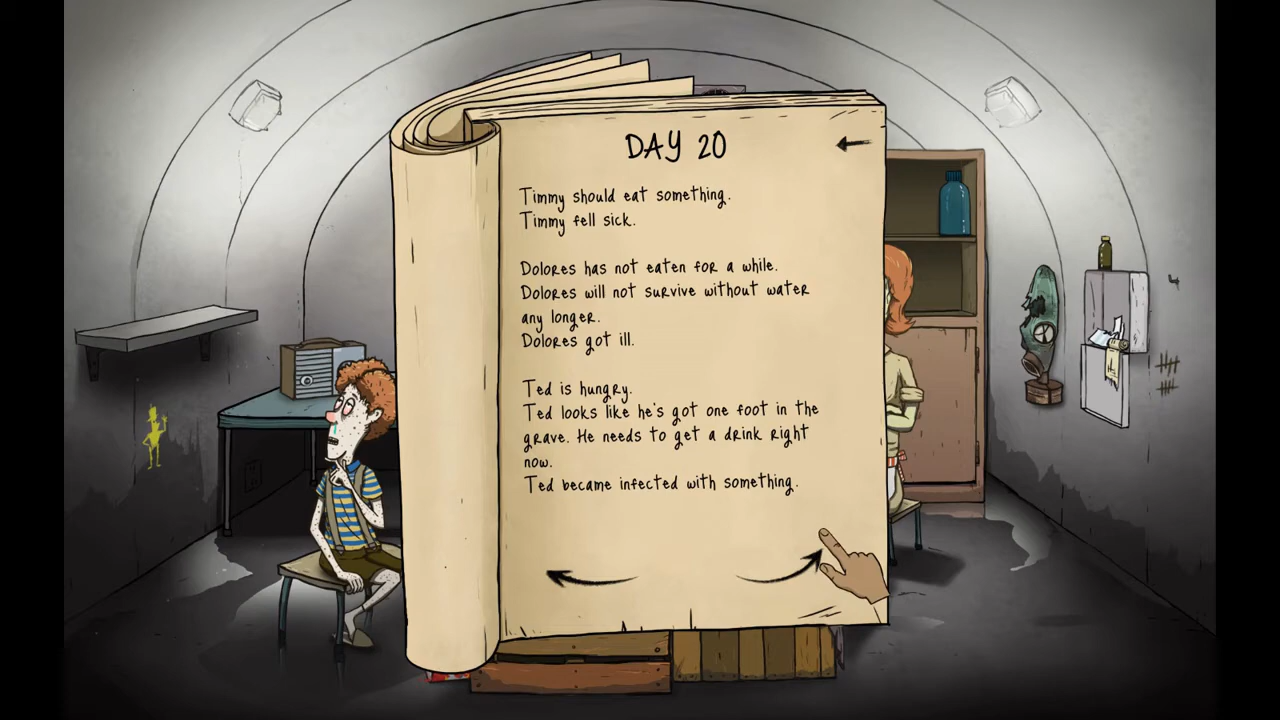 DAY 20
Timmy should eat something.
Timmy fell sick.
Dolores has not eaten for a while.
Dolores will not survive without water
any longer.
Dolores got ill.
Ted is hungry.
Ted looks like he's got one foot in the
grave. He needs to get a drink right
now.
Ted became infected with something.